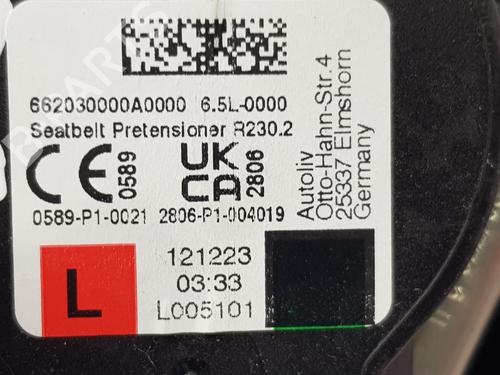 662030000A0000 6.5L-0000
Seatbelt Pretensioner R230.2
CE 0589
UK CA 2806
0589-P1-0021 2806-P1-004019
Autoliv
Otto-Hahn-Str.4
25337 Elmshorn
Germany
L
121223
03:33
L005101